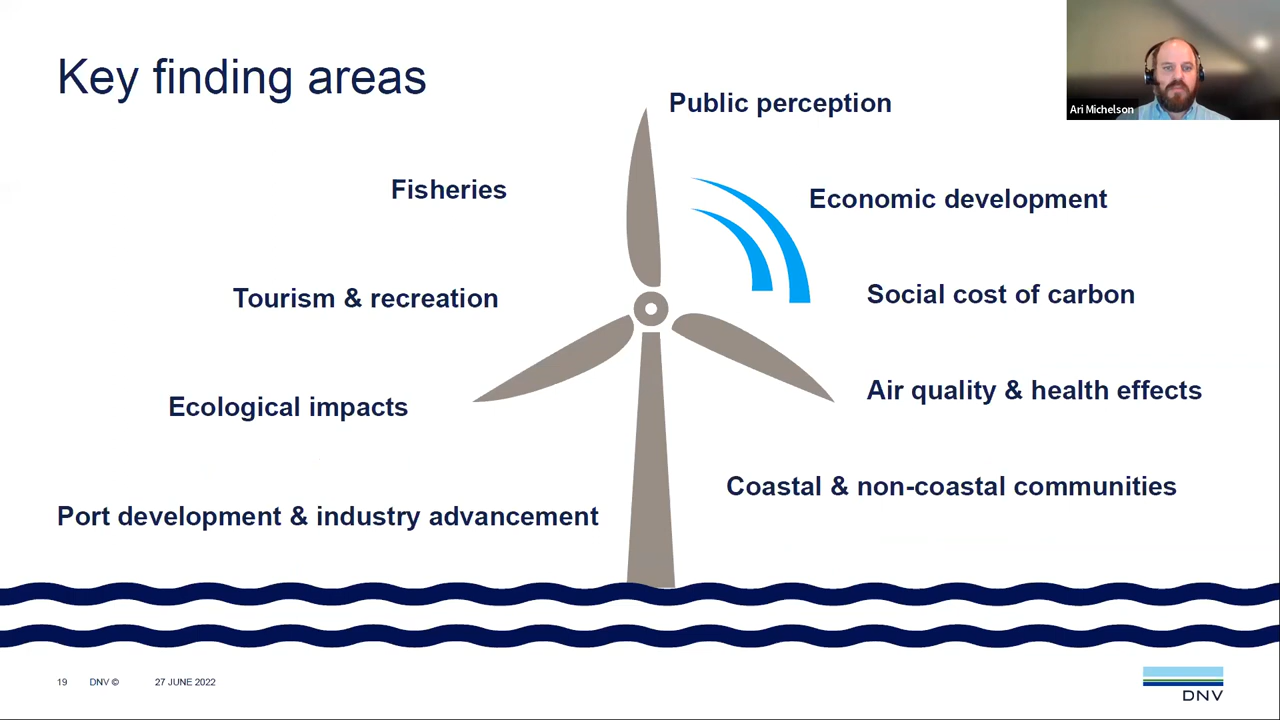 Key finding areas
Ari Michelson
Public perception
Fisheries
Economic development
Tourism & recreation
Social cost of carbon
Air quality & health effects
Ecological impacts
Coastal & non-coastal communities
Port development & industry advancement
19 DNV © 27 JUNE 2022
DNV